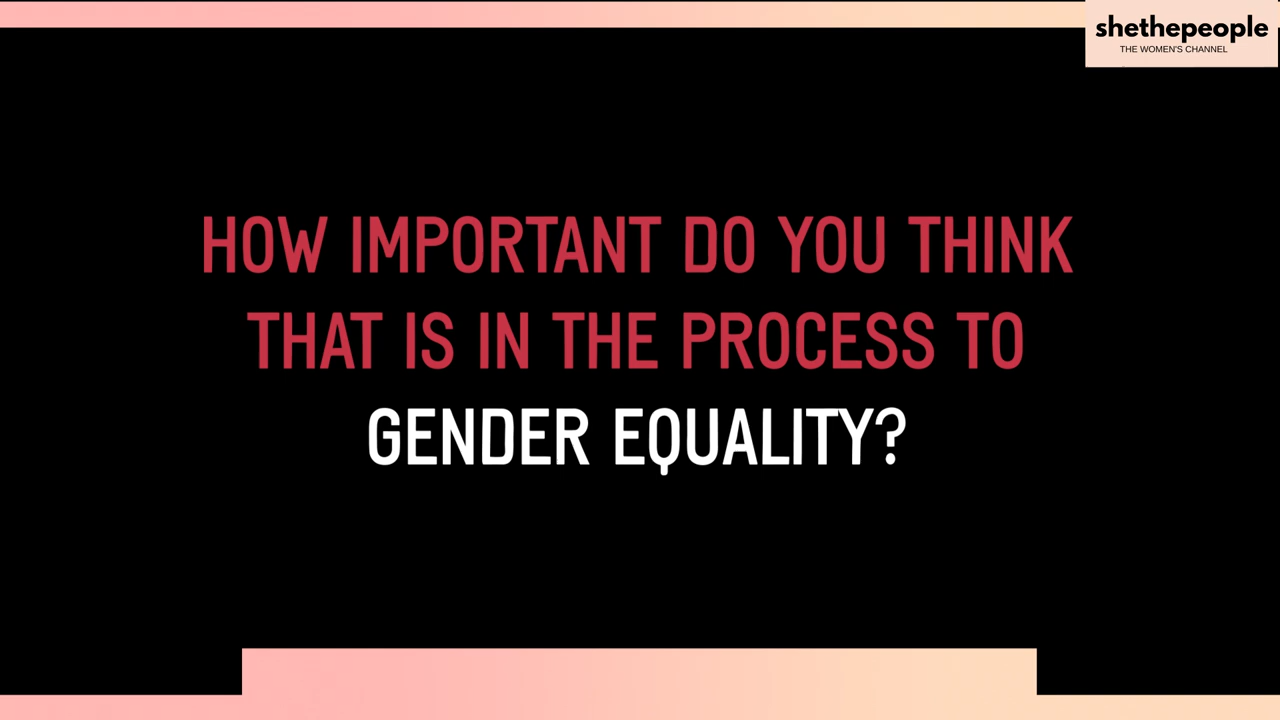 shethepeople
THE WOMEN'S CHANNEL
HOW IMPORTANT DO YOU THINK
THAT IS IN THE PROCESS TO
GENDER EQUALITY?